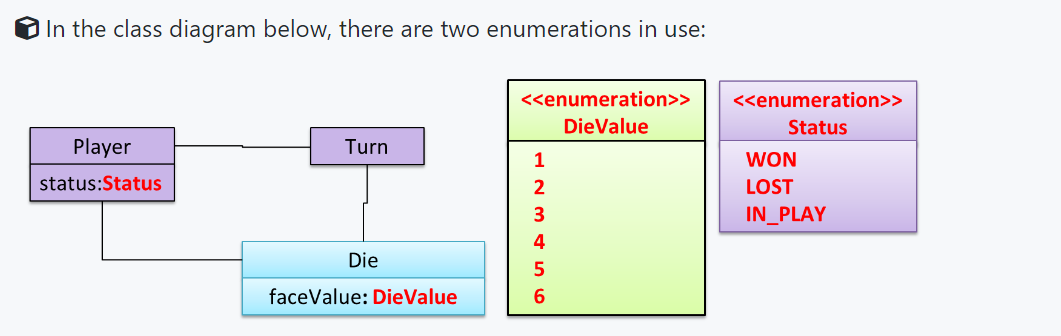 In the class diagram below, there are two enumerations in use:
Player
status:Status
Turn
Die
faceValue: DieValue
<<enumeration>>
DieValue
1
2
3
4
5
6
<<enumeration>>
Status
WON
LOST
IN_PLAY